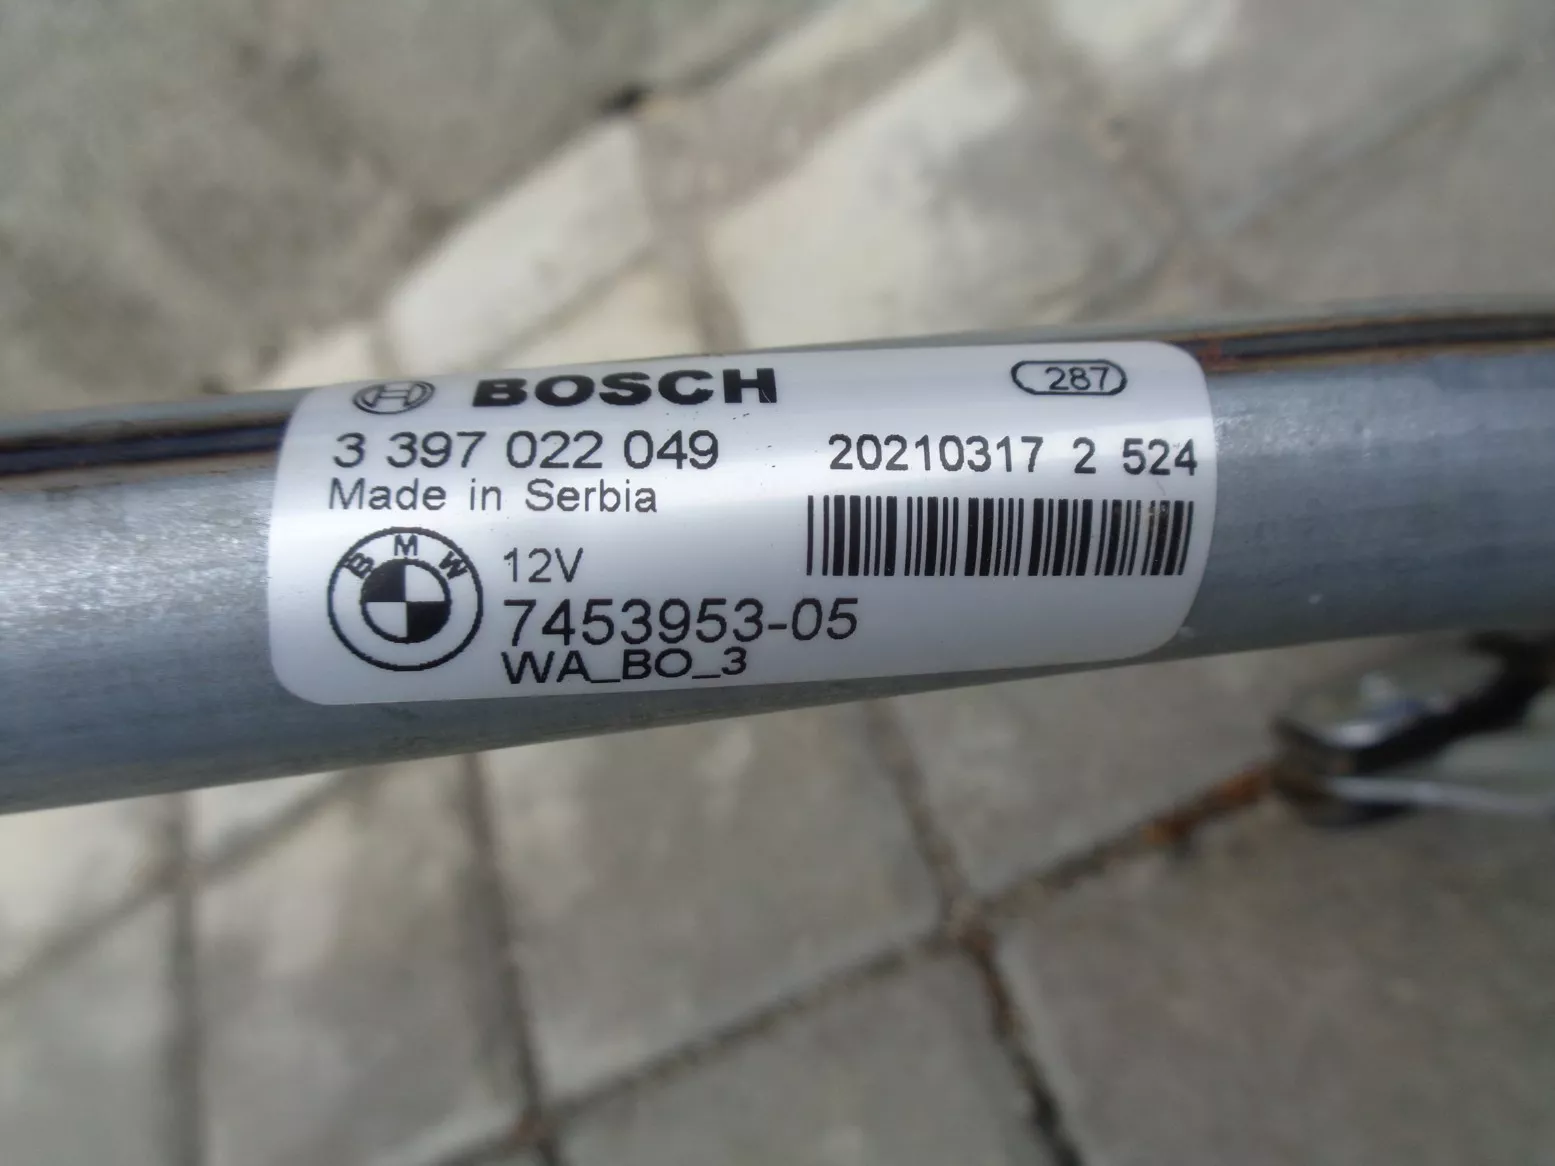 BOSCH 287
3 397 022 049 20210317 2 524
Made in Serbia
BMW 12V
7453953-05
WA_BO_3